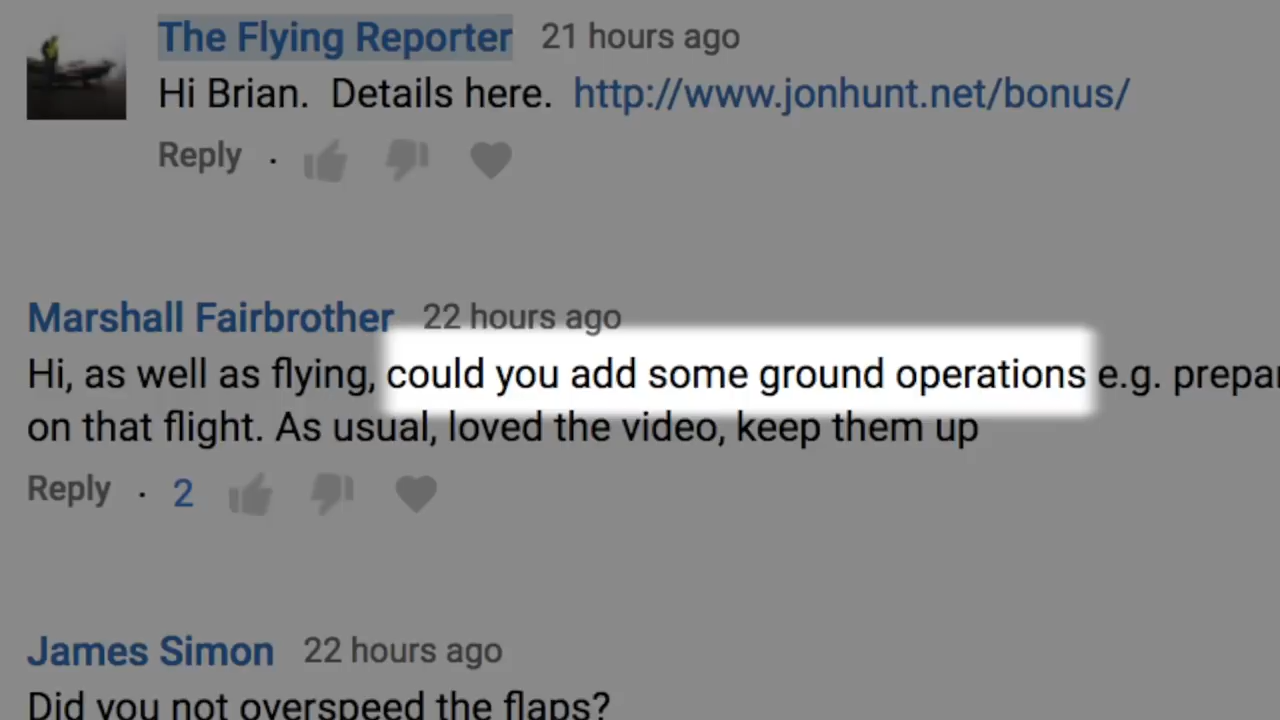 The Flying Reporter 21 hours ago
Hi Brian. Details here. http://www.jonhunt.net/bonus/
Reply ·
Marshall Fairbrother 22 hours ago
Hi, as well as flying, could you add some ground operations e.g.
on that flight. As usual, loved the video, keep them up
Reply · 2
James Simon 22 hours ago
Did you not overspeed the flaps?